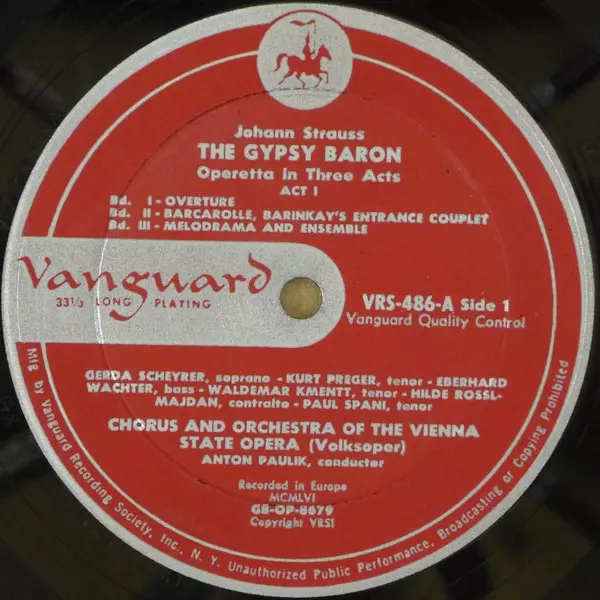 Johann Strauss
THE GYPSY BARON
Operetta in Three Acts
ACT I
Bd. I - OVERTURE
Bd. II - BARCAROLLE, BARINKAY'S ENTRANCE COUPLET
Bd. III - MELODRAMA AND ENSEMBLE
Vanguard
33⅓ LONG PLAYING
VRS-486-A Side 1
Vanguard Quality Control
GERDA SCHEYRER, soprano - KURT PREGER, tenor - EBERHARD
WACHTER, bass - WALDEMAR KMENTT, tenor - HILDE ROSSL-
MAJDAN, contralto - PAUL SPANI, tenor
CHORUS AND ORCHESTRA OF THE VIENNA
STATE OPERA (Volksoper)
ANTON PAULIK, conductor
Recorded in Europe
MCMLVI
GB-OP-8679
Copyright VRSI
Mfg by Vanguard Recording Society, Inc., N. Y. Unauthorized Public Performance, Broadcasting or Copying Prohibited